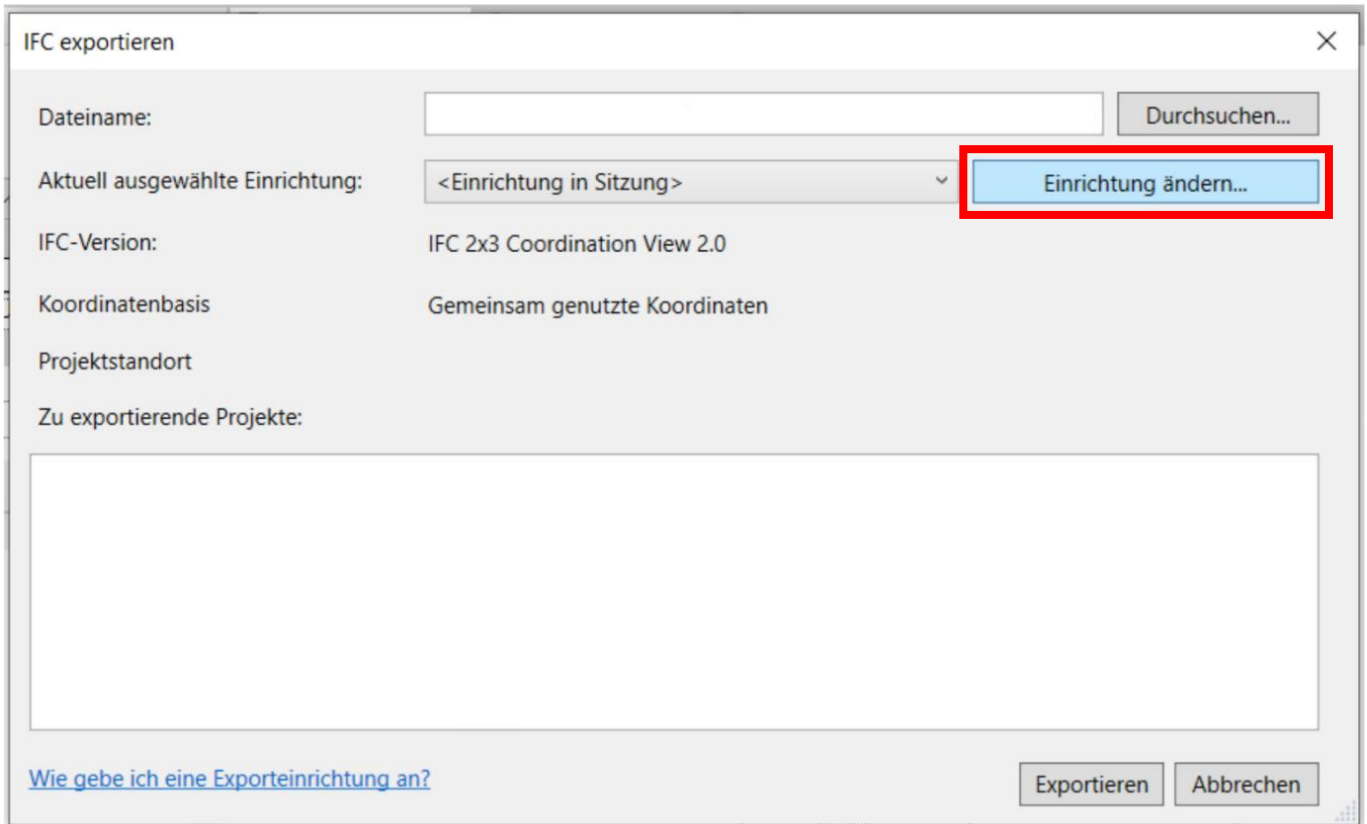 IFC exportieren
Dateiname:
Durchsuchen...
Aktuell ausgewählte Einrichtung:
<Einrichtung in Sitzung>
Einrichtung ändern...
IFC-Version:
IFC 2x3 Coordination View 2.0
Koordinatenbasis
Gemeinsam genutzte Koordinaten
Projektstandort
Zu exportierende Projekte:
Wie gebe ich eine Exporteinrichtung an?
Exportieren
Abbrechen